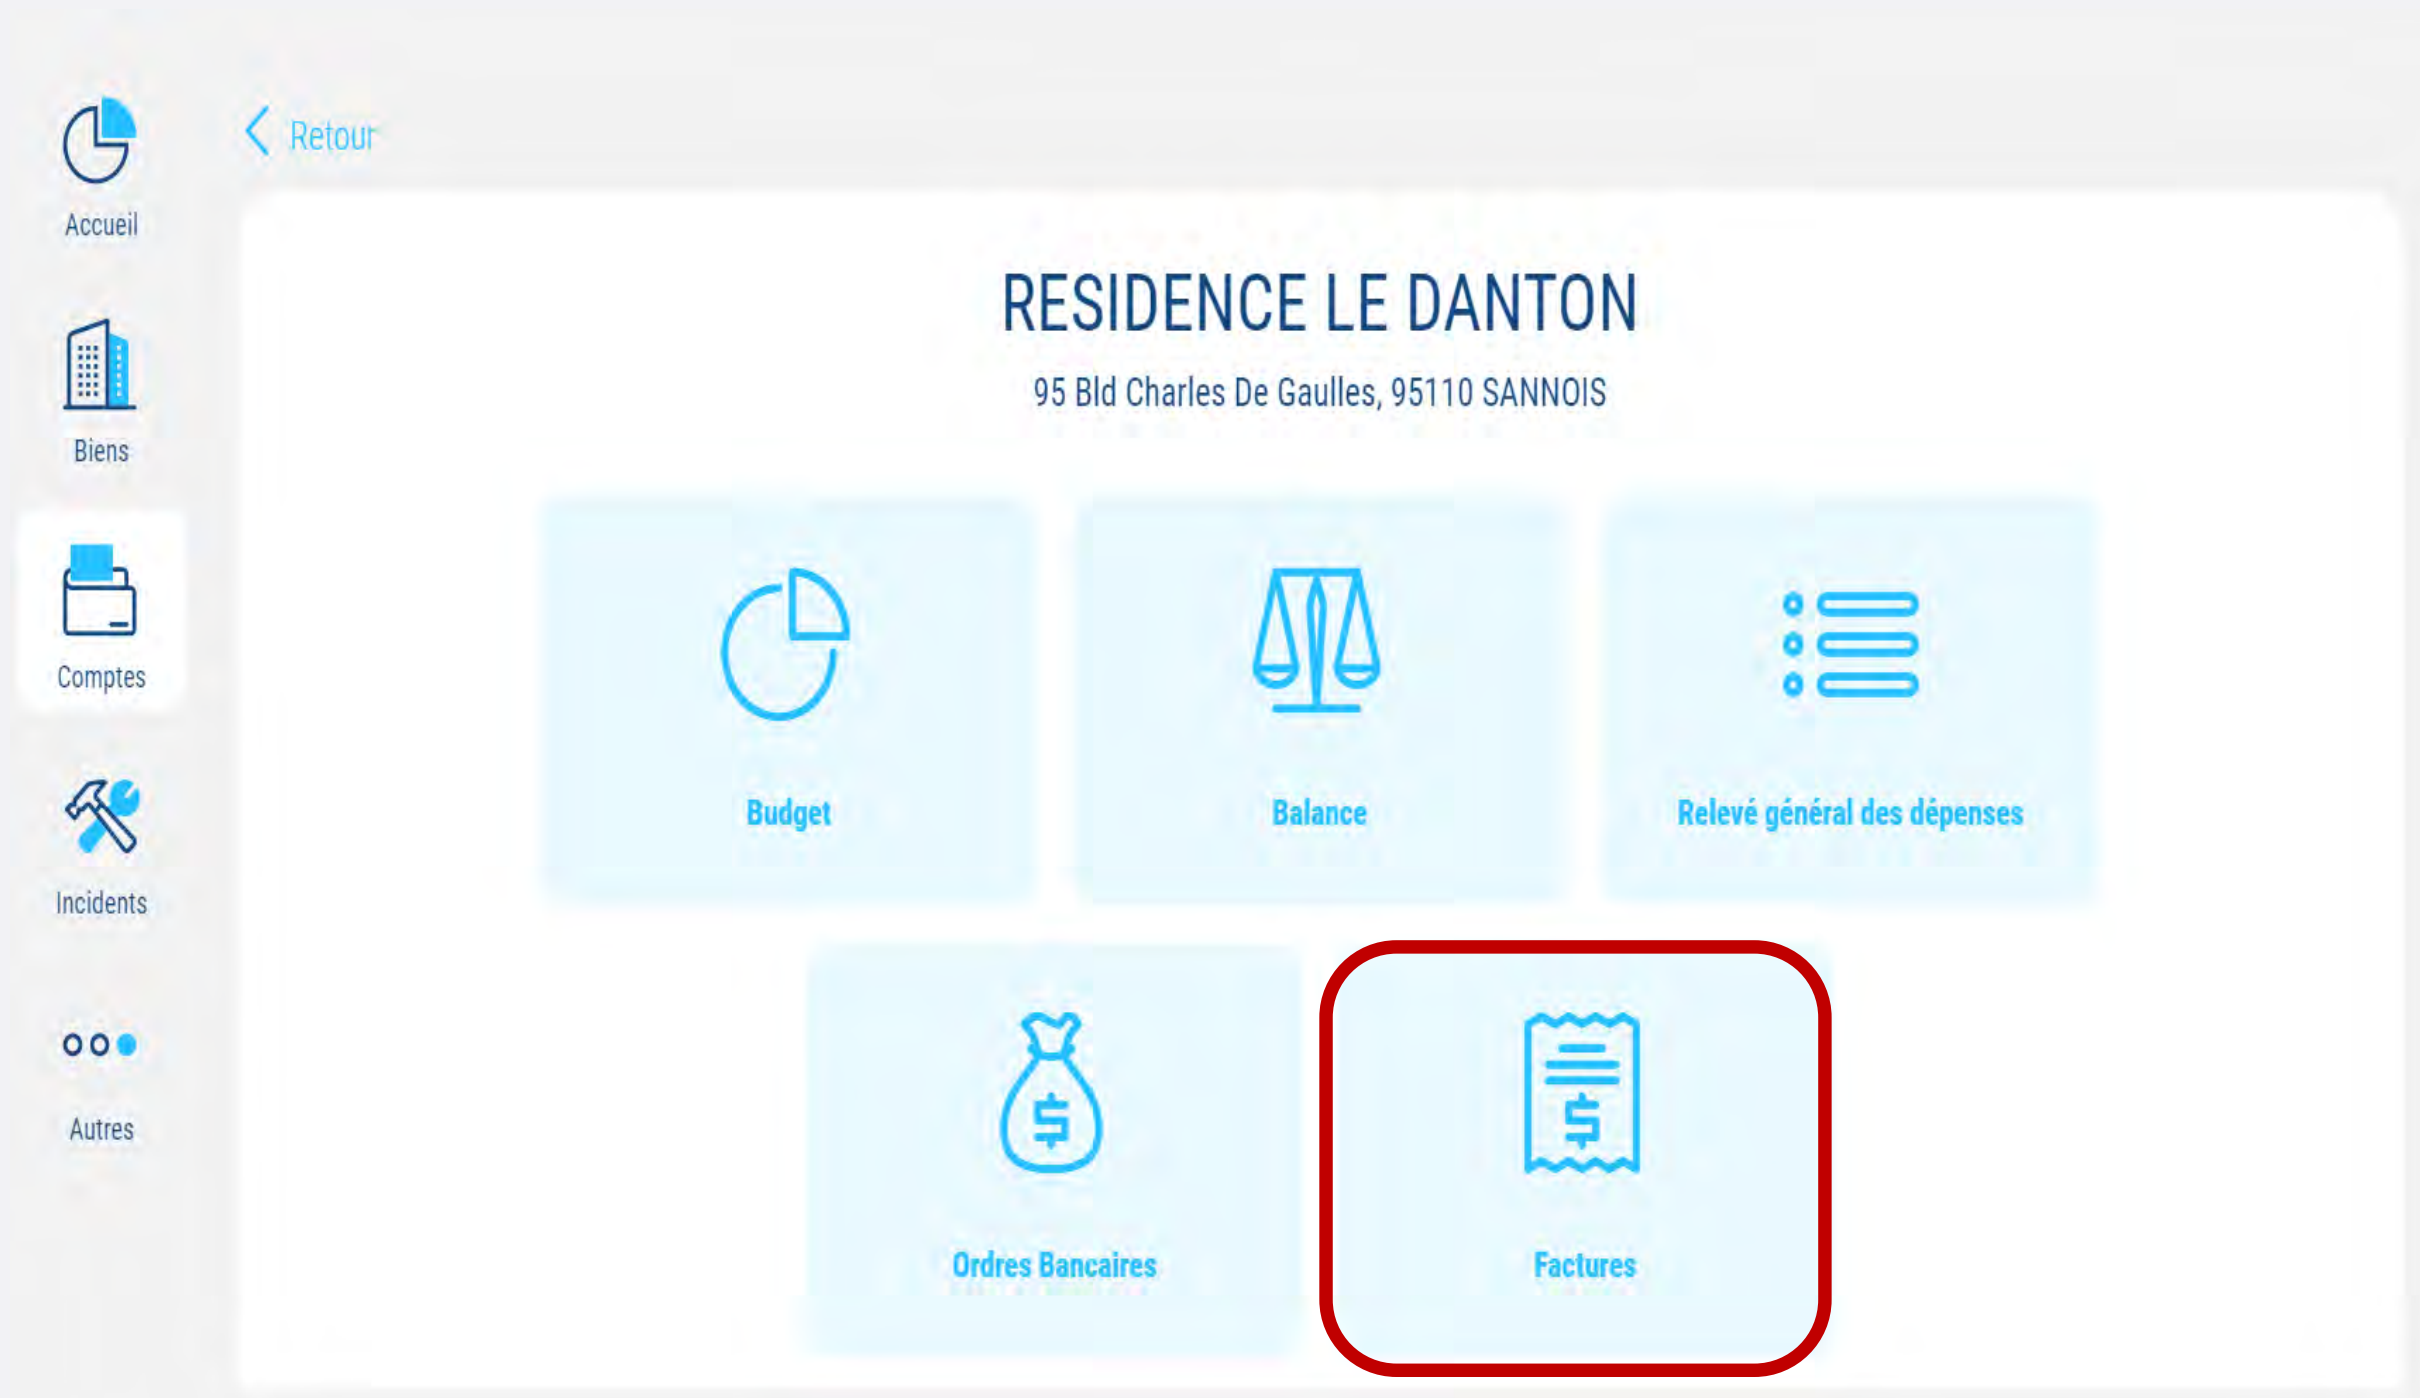 Retour
Accueil
Biens
Comptes
Incidents
Autres
RESIDENCE LE DANTON
95 Bld Charles De Gaulles, 95110 SANNOIS
Budget
Balance
Relevé général des dépenses
$
$
Ordres Bancaires
Factures